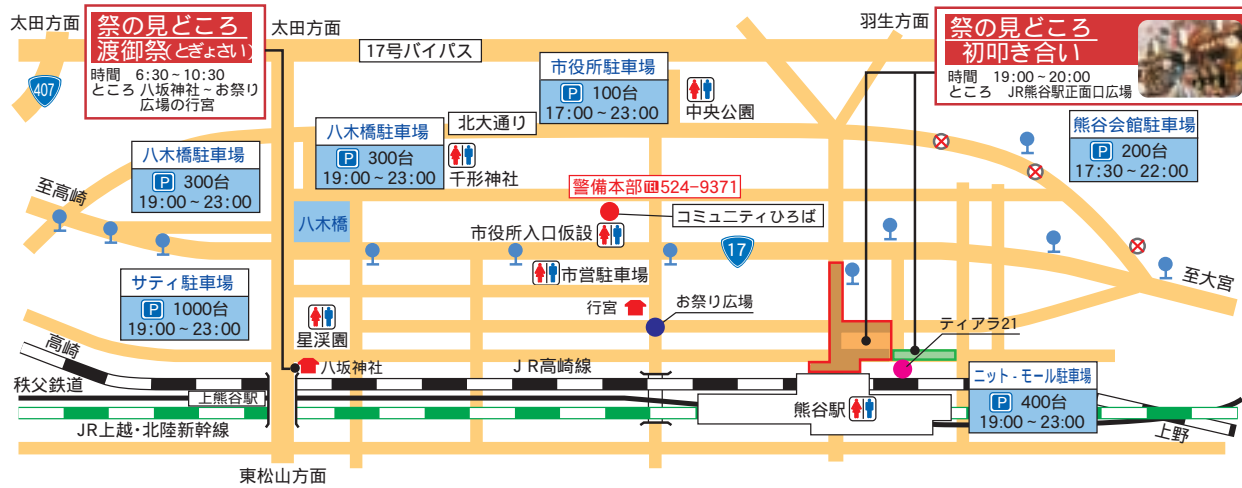 太田方面
祭の見どころ
渡御祭(とぎょさい)
時間 6:30~10:30
ところ 八坂神社~お祭り
広場の行宮
太田方面
17号バイパス
羽生方面
祭の見どころ
初叩き合い
時間 19:00~20:00
ところ JR熊谷駅正面口広場
407
市役所駐車場
P 100台
17:00~23:00
中央公園
北大通り
八木橋駐車場
P 300台
19:00~23:00
千形神社
熊谷会館駐車場
P 200台
17:30~22:00
八木橋駐車場
P 300台
19:00~23:00
至高崎
警備本部TEL524-9371
コミュニティひろば
八木橋
市役所入口仮設
17
市営駐車場
至大宮
サティ駐車場
P 1000台
19:00~23:00
行宮
お祭り広場
星渓園
ティアラ21
高崎
八坂神社
JR高崎線
秩父鉄道
上熊谷駅
熊谷駅
ニット-モール駐車場
P 400台
19:00~23:00
JR上越・北陸新幹線
上野
東松山方面